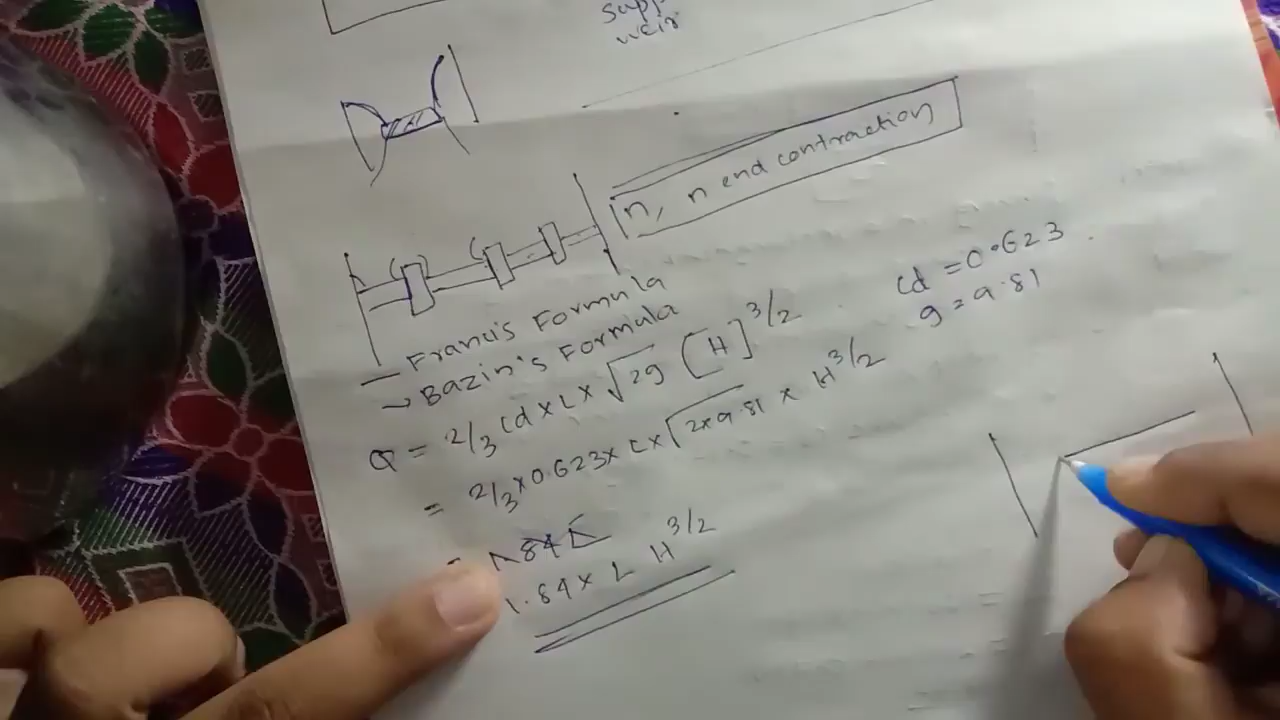 supp
weir
n, n end contraction
— Francis Formula
→ Bazin's Formula
Cd = 0.623
g = 9.81
Q = 2/3 Cd × L × √2g [H]^3/2
= 2/3 × 0.623 × L × √2×9.81 × H^3/2
1.84 × L H^3/2